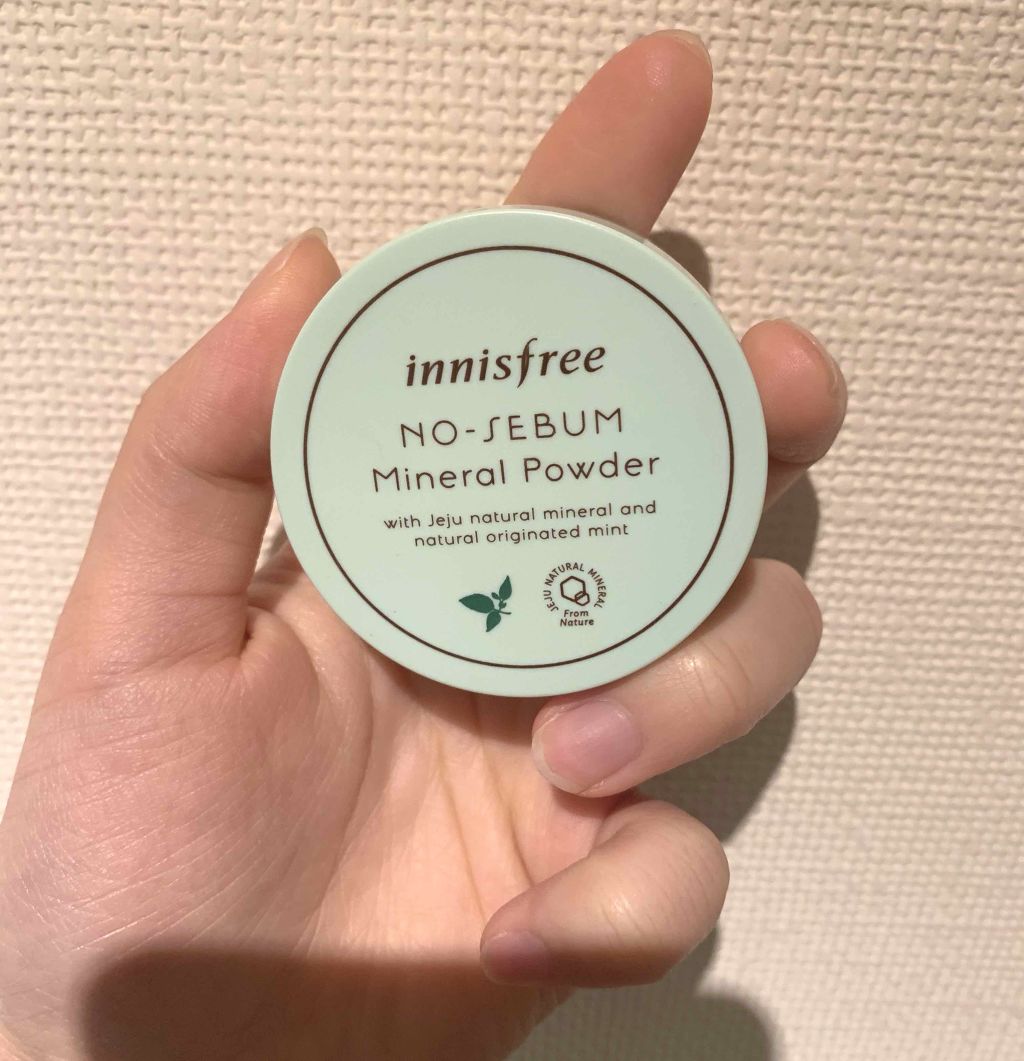 innisfree
NO-SEBUM
Mineral Powder
with Jeju natural mineral and
natural originated mint
JEJU NATURAL MINERAL
From
Nature